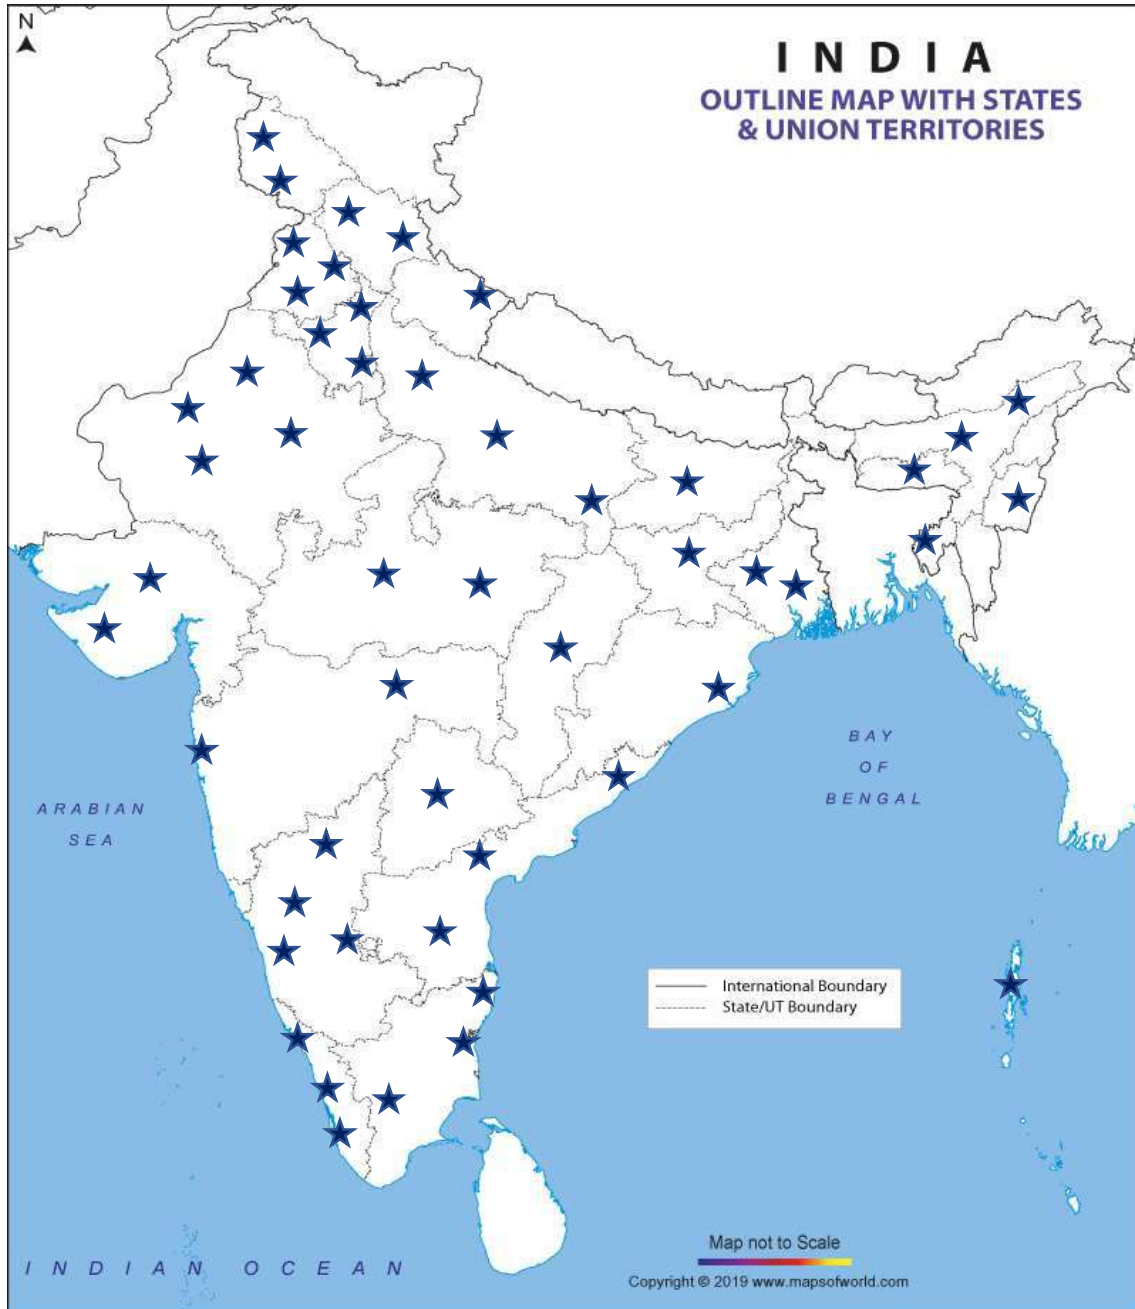 N
I N D I A
OUTLINE MAP WITH STATES
& UNION TERRITORIES
BAY
OF
BENGAL
ARABIAN
SEA
International Boundary
State/UT Boundary
Map not to Scale
INDIAN OCEAN
Copyright © 2019 www.mapsofworld.com